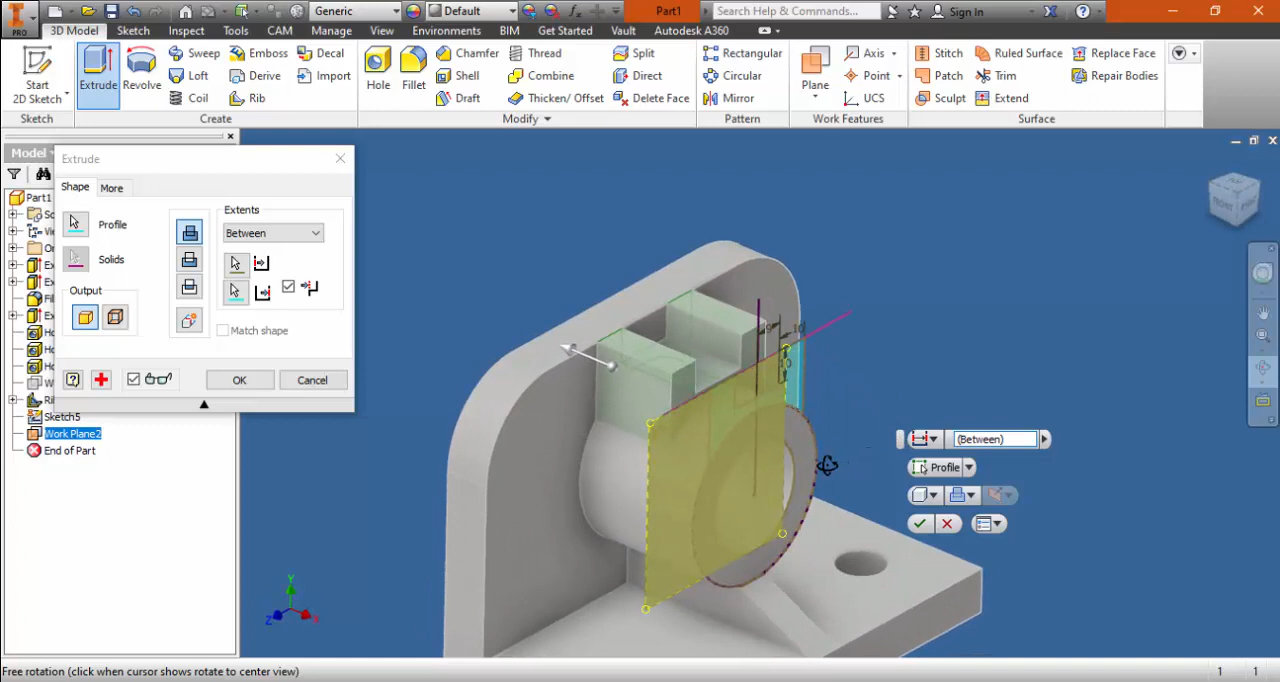 PRO
Generic
Default
Part1
Search Help & Commands...
Sign In
3D Model
Sketch
Inspect
Tools
CAM
Manage
View
Environments
BIM
Get Started
Vault
Autodesk A360
Start
2D Sketch
Extrude
Revolve
Sweep
Emboss
Decal
Loft
Derive
Import
Coil
Rib
Hole
Fillet
Chamfer
Thread
Split
Shell
Combine
Direct
Draft
Thicken/ Offset
Delete Face
Rectangular
Circular
Mirror
Plane
Axis
Point
UCS
Stitch
Ruled Surface
Replace Face
Patch
Trim
Repair Bodies
Sculpt
Extend
Sketch
Create
Modify
Pattern
Work Features
Surface
Model
Part1
Sketch5
Work Plane2
End of Part
Extrude
Shape
More
Profile
Solids
Output
Extents
Between
Match shape
OK
Cancel
FRONT
RIGHT
9
10
10
(Between)
Profile
Y
Z
X
Free rotation (click when cursor shows rotate to center view)
1
1